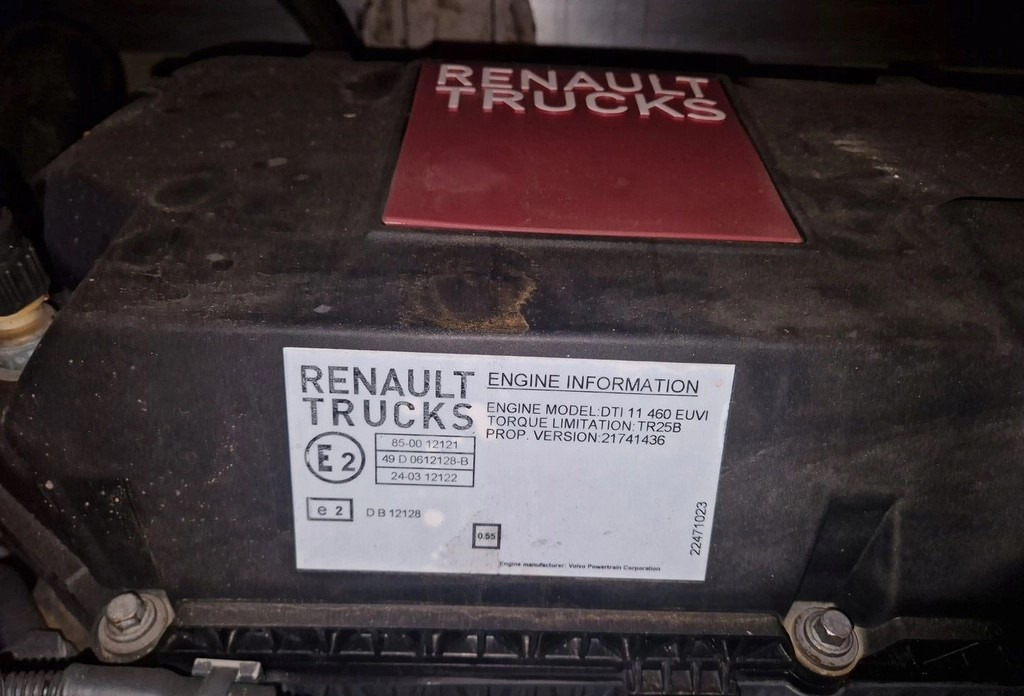 RENAULT
TRUCKS
RENAULT
TRUCKS
ENGINE INFORMATION
ENGINE MODEL:DTI 11 460 EUVI
TORQUE LIMITATION:TR25B
PROP. VERSION:21741436
E2
85-00 12121
49 D 0612128-B
24-03 12122
e 2
D B 12128
0.55
22471023
Engine manufacturer: Volvo Powertrain Corporation